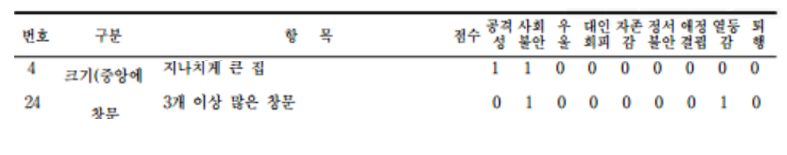 번호 구분 항 목 점수 공격성 사회불안 우울 대인회피 자존감 정서불안 애정결핍 열등감 퇴행
4 크기(중앙에 지나치게 큰 집 1 1 0 0 0 0 0 0 0
24 창문 3개 이상 많은 창문 0 1 0 0 0 0 0 1 0